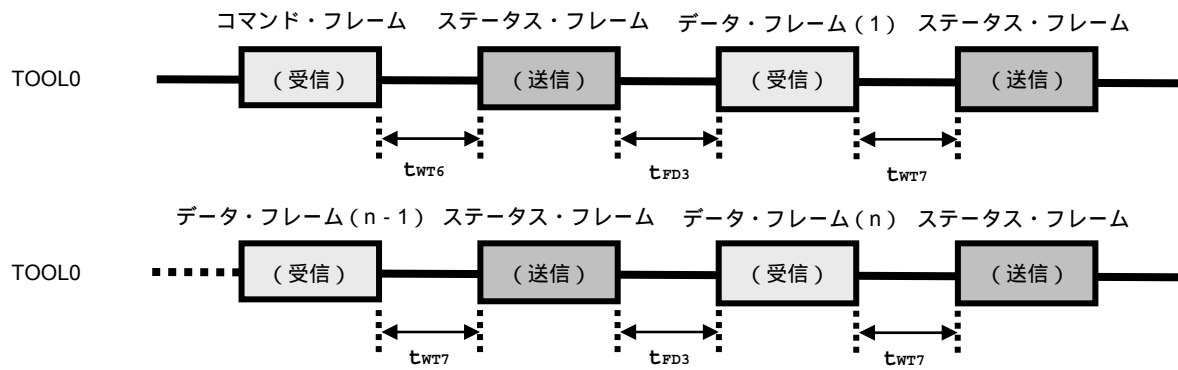 コマンド・フレーム ステータス・フレーム データ・フレーム(1) ステータス・フレーム
TOOL0 (受信) (送信) (受信) (送信)
tWT6 tFD3 tWT7
データ・フレーム(n-1) ステータス・フレーム データ・フレーム(n) ステータス・フレーム
TOOL0 (受信) (送信) (受信) (送信)
tWT7 tFD3 tWT7